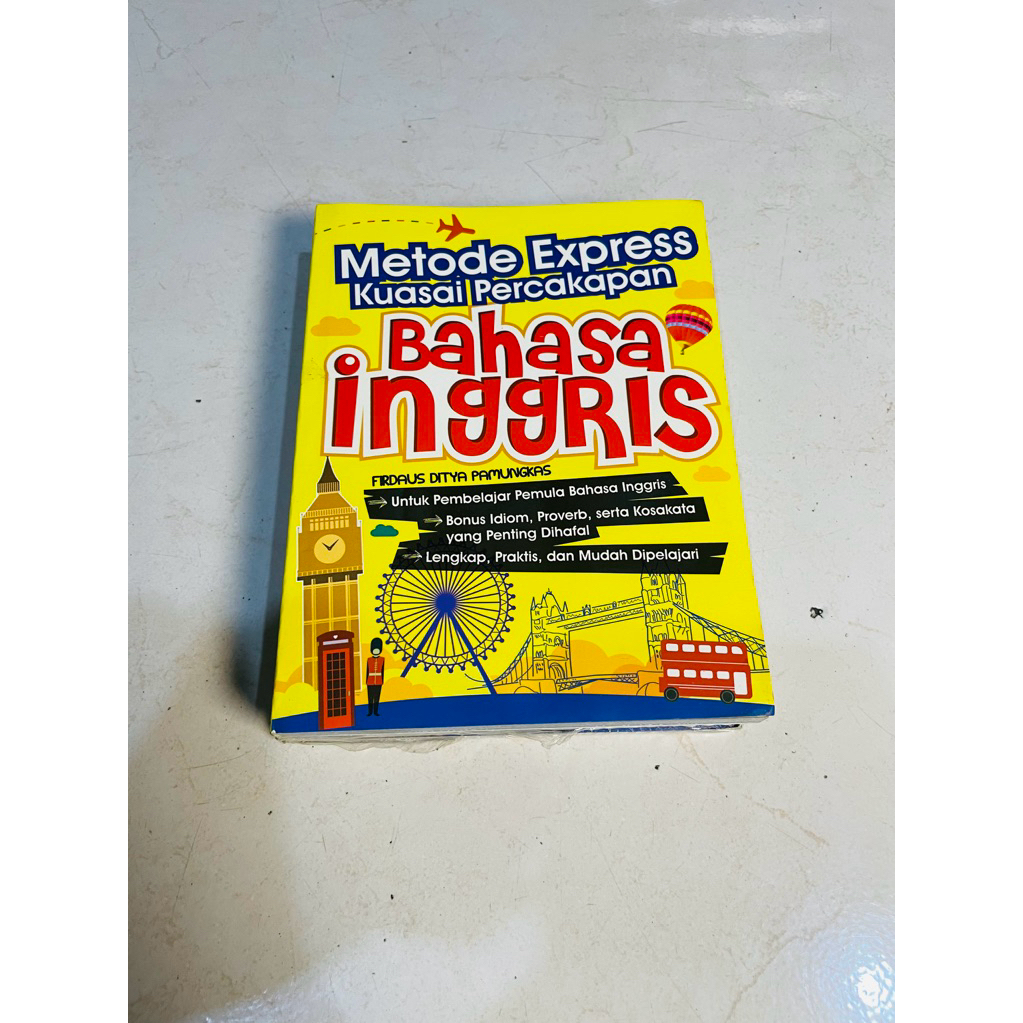 Metode Express
Kuasai Percakapan
Bahasa
inggRIS
FIRDAUS DITYA PAMUNGKAS
Untuk Pembelajar Pemula Bahasa Inggris
Bonus Idiom, Proverb, serta Kosakata
yang Penting Dihafal
Lengkap, Praktis, dan Mudah Dipelajari